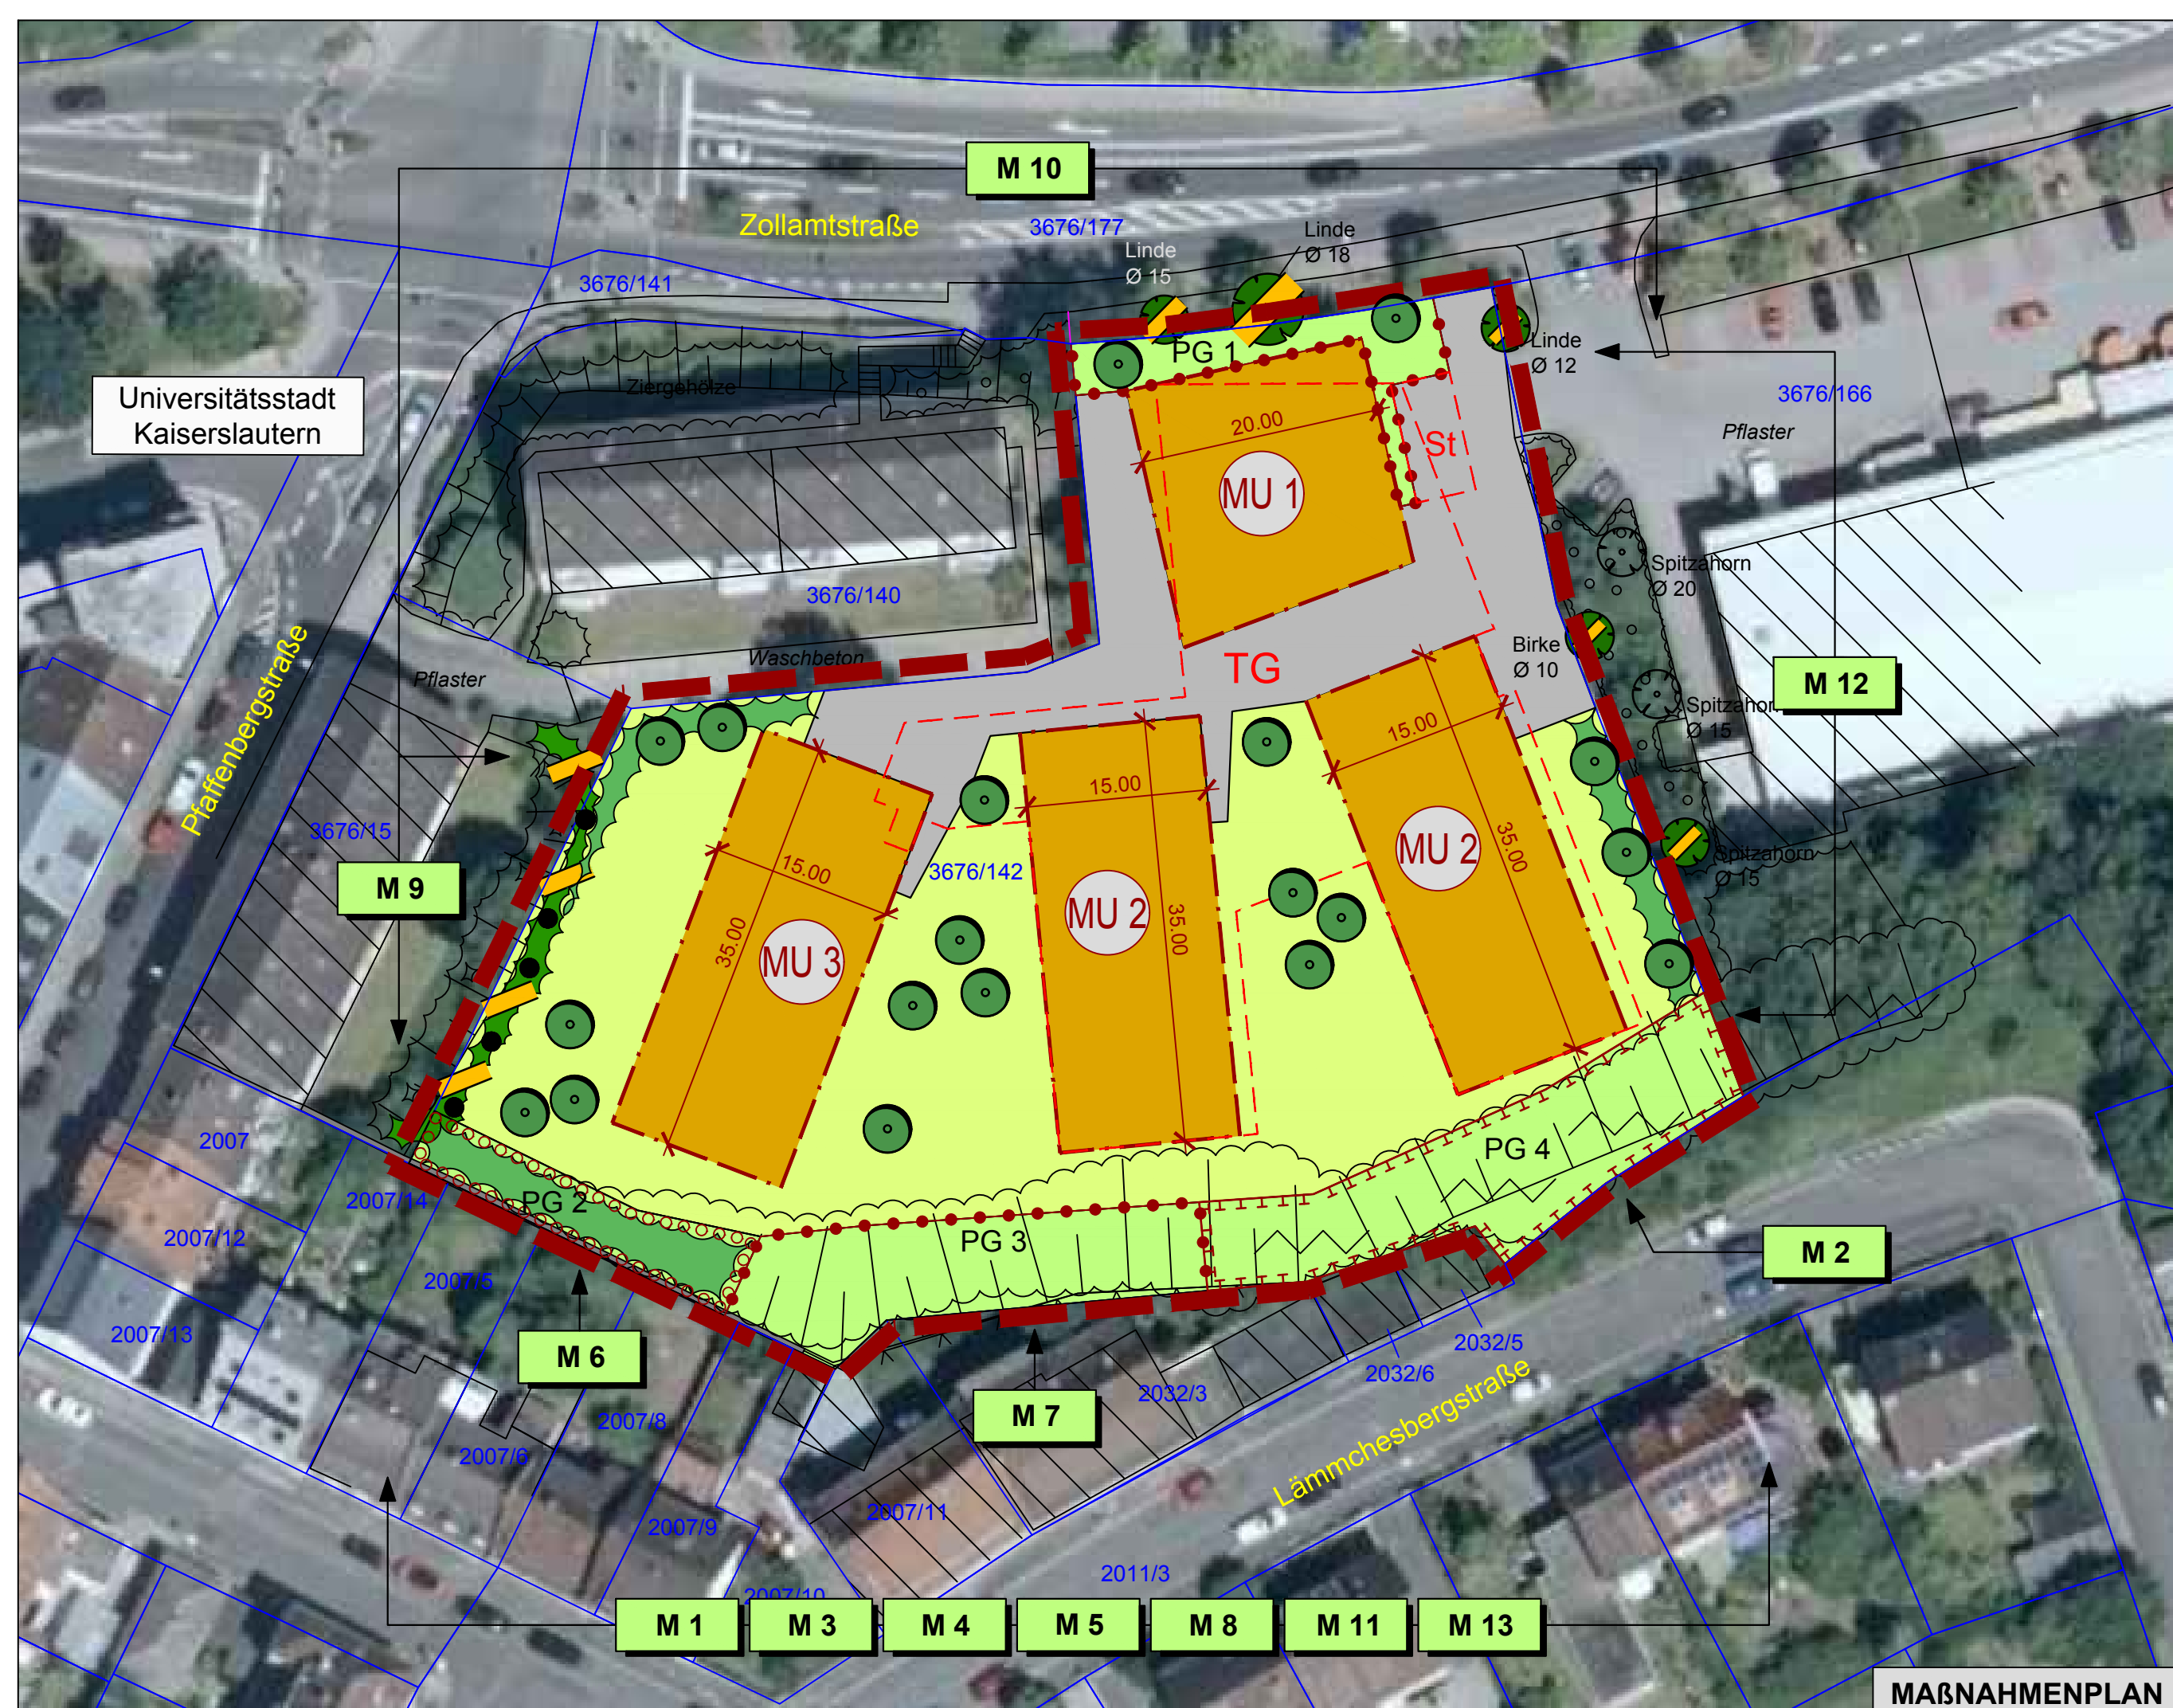 M 10
Zollamtstraße
3676/177
Linde
Ø 18
Linde
Ø 15
3676/141
Linde
Ø 12
PG 1
Universitätsstadt
Kaiserslautern
Ziergehölze
3676/166
Pflaster
20.00
St
MU 1
Spitzahorn
Ø 20
3676/140
Pfaffenbergstraße
Waschbeton
Pflaster
TG
Birke
Ø 10
M 12
Spitzahorn
Ø 15
15.00
15.00
3676/15
M 9
15.00
3676/142
MU 2
35.00
Spitzahorn
Ø 15
MU 2
35.00
MU 3
35.00
2007
PG 4
2007/14
PG 2
2007/12
PG 3
M 2
2007/5
2007/13
M 6
2032/5
2032/6
2032/3
M 7
2007/8
2007/6
Lämmchesbergstraße
2007/11
2007/9
2011/3
2007/10
M 1
M 3
M 4
M 5
M 8
M 11
M 13
MAßNAHMENPLAN